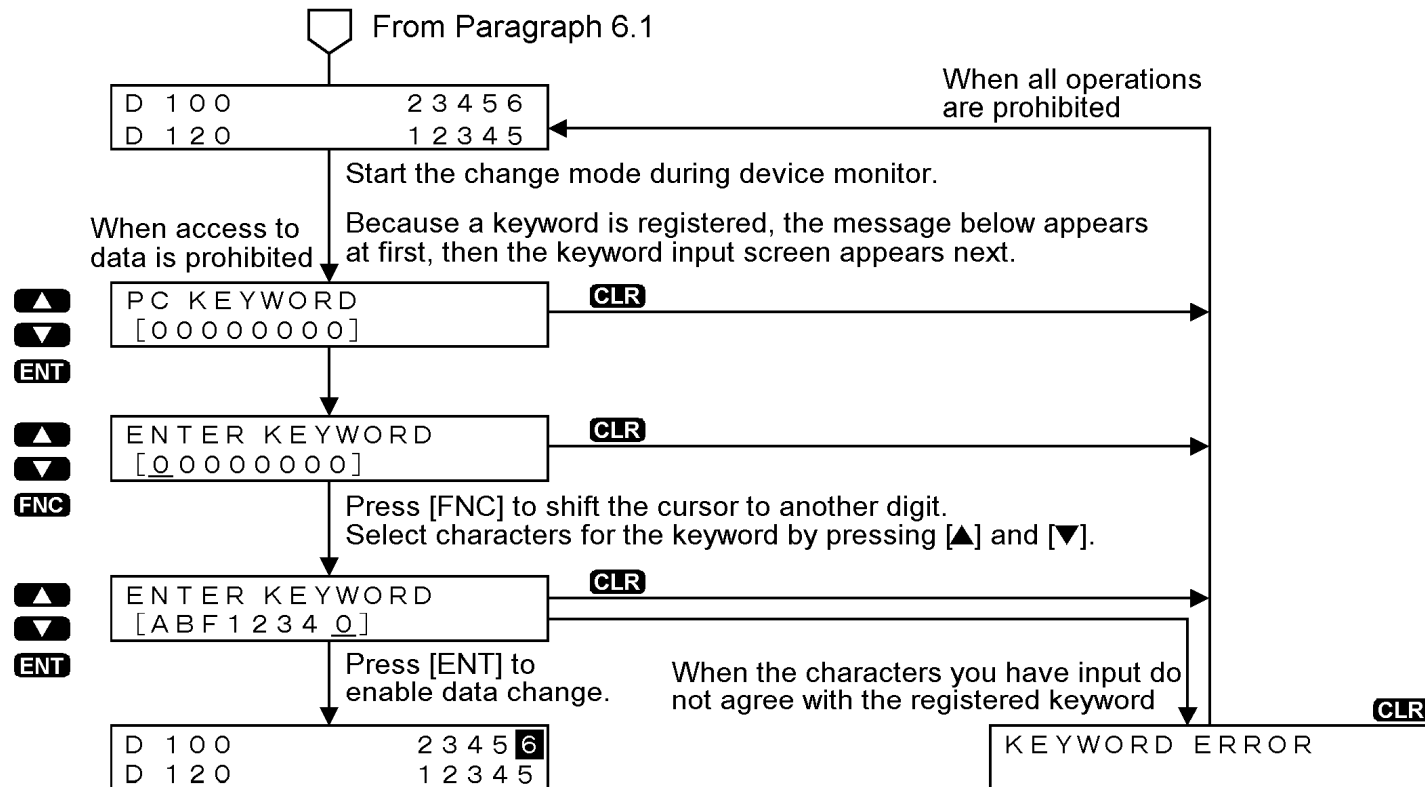 From Paragraph 6.1
D 100 23456
D 120 12345
When all operations
are prohibited
Start the change mode during device monitor.
When access to
data is prohibited
Because a keyword is registered, the message below appears
at first, then the keyword input screen appears next.
PC KEYWORD
[00000000]
CLR
ENT
ENTER KEYWORD
[00000000]
CLR
FNC
Press [FNC] to shift the cursor to another digit.
Select characters for the keyword by pressing [▲] and [▼].
ENTER KEYWORD
[ABF12340]
CLR
ENT
Press [ENT] to
enable data change.
When the characters you have input do
not agree with the registered keyword
CLR
D 100 23456
D 120 12345
KEYWORD ERROR